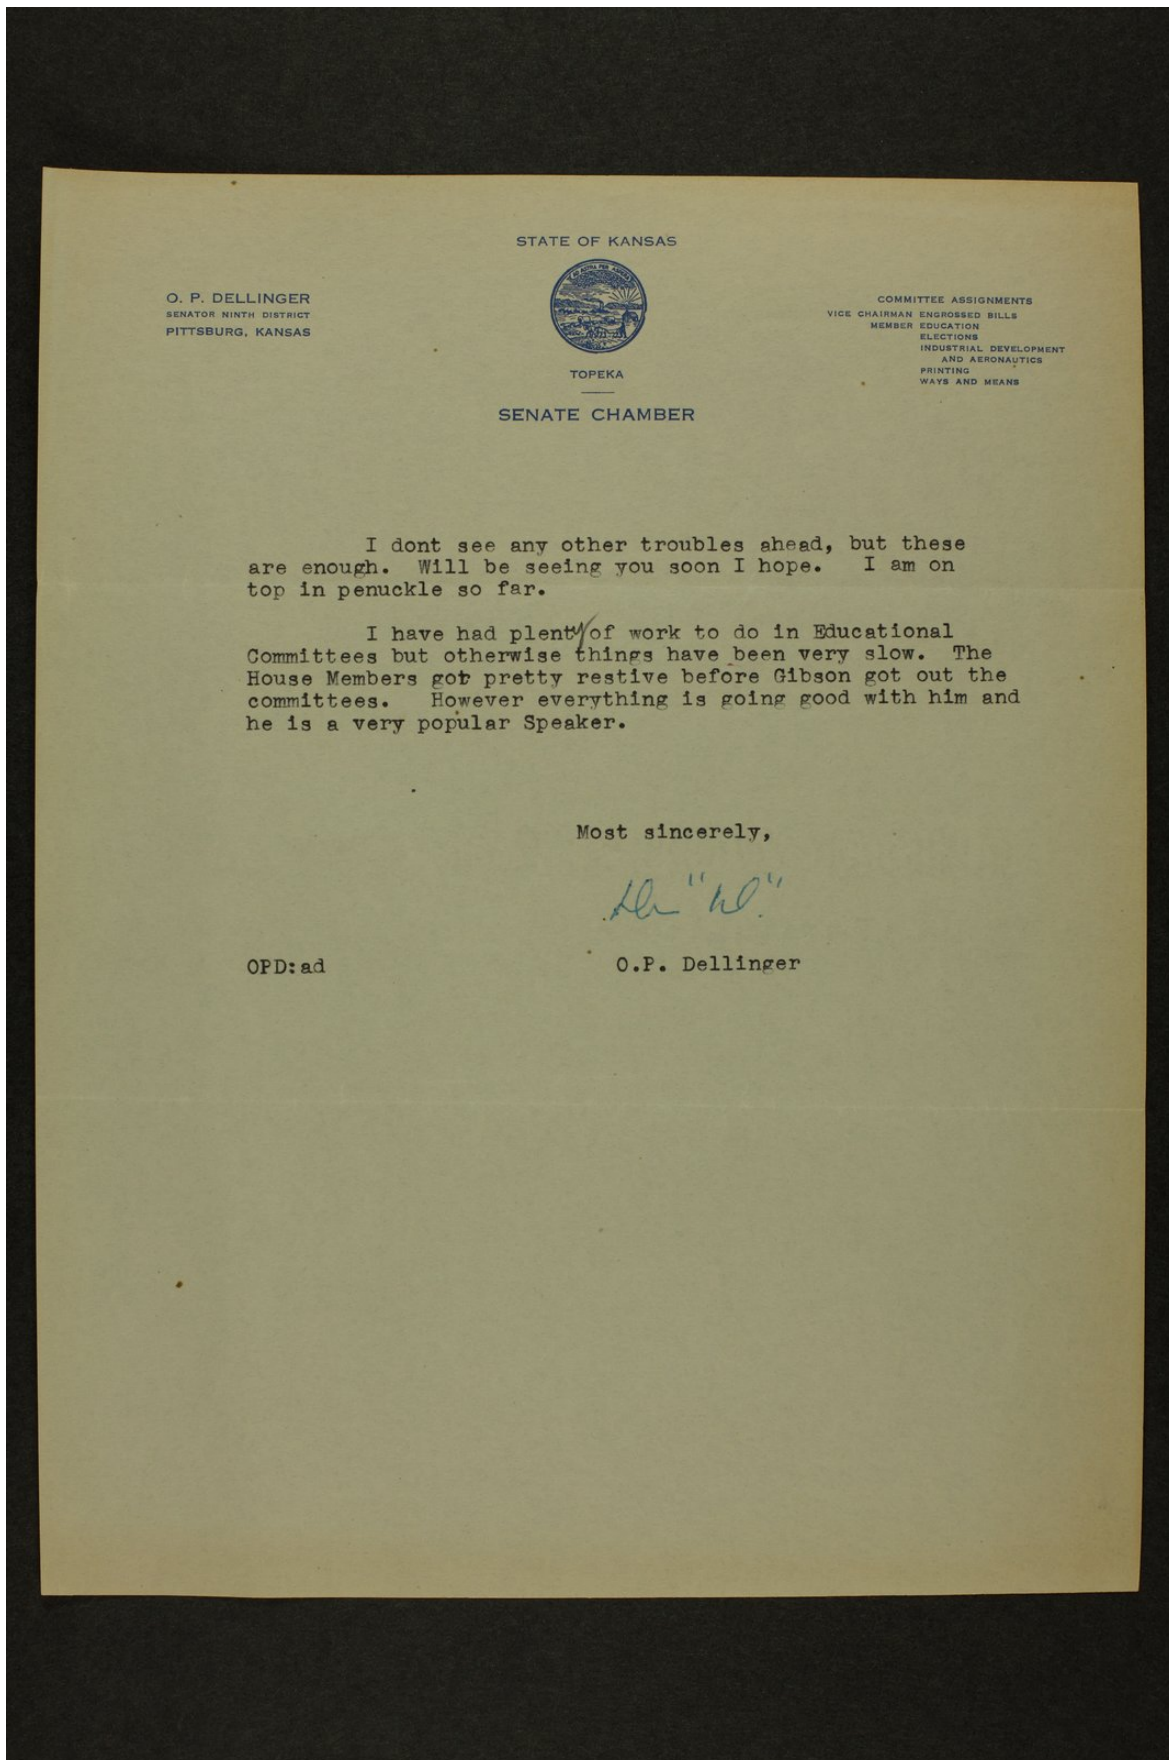 STATE OF KANSAS
O. P. DELLINGER
SENATOR NINTH DISTRICT
PITTSBURG, KANSAS
AD ASTRA PER ASPERA
COMMITTEE ASSIGNMENTS
VICE CHAIRMAN ENGROSSED BILLS
MEMBER EDUCATION
ELECTIONS
INDUSTRIAL DEVELOPMENT
AND AERONAUTICS
PRINTING
WAYS AND MEANS
TOPEKA
SENATE CHAMBER
I dont see any other troubles ahead, but these
are enough. Will be seeing you soon I hope. I am on
top in penuckle so far.
I have had plenty/of work to do in Educational
Committees but otherwise things have been very slow. The
House Members got pretty restive before Gibson got out the
committees. However everything is going good with him and
he is a very popular Speaker.
Most sincerely,
OPD:ad
O.P. Dellinger